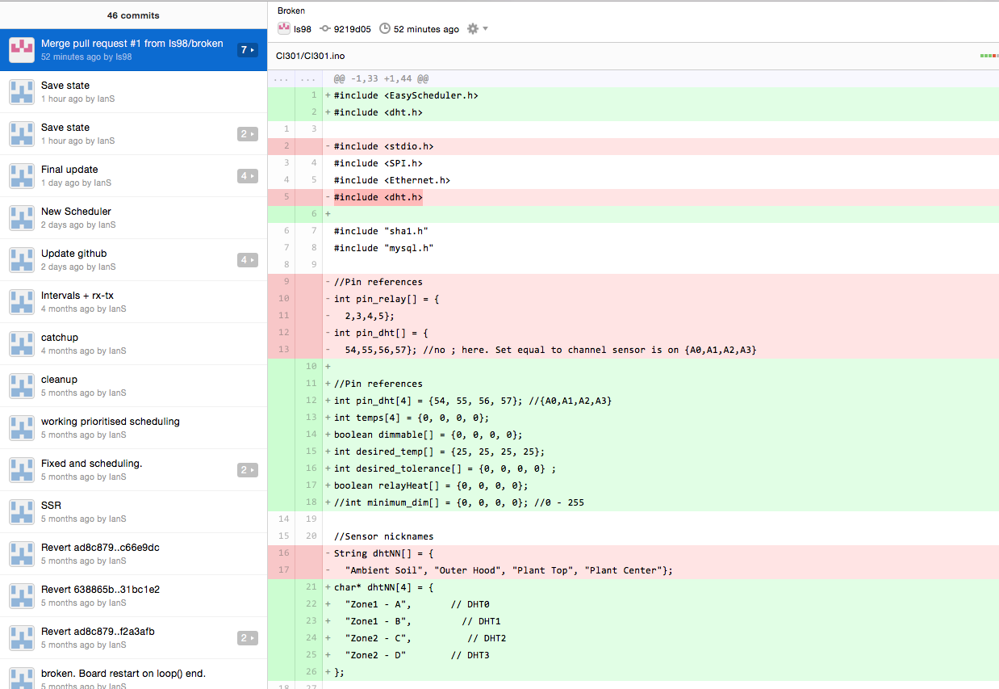 46 commits
Merge pull request #1 from Is98/broken
52 minutes ago by Is98
7
Save state
1 hour ago by IanS
Save state
1 hour ago by IanS
2
Final update
1 day ago by IanS
4
New Scheduler
2 days ago by IanS
Update github
2 days ago by IanS
4
Intervals + rx-tx
4 months ago by IanS
catchup
4 months ago by IanS
cleanup
5 months ago by IanS
working prioritised scheduling
5 months ago by IanS
Fixed and scheduling.
5 months ago by IanS
2
SSR
5 months ago by IanS
Revert ad8c879..c66e9dc
5 months ago by IanS
Revert 638865b..31bc1e2
5 months ago by IanS
Revert ad8c879..f2a3afb
5 months ago by IanS
2
broken. Board restart on loop() end.
5 months ago by IanS
Broken
Is98 9219d05 52 minutes ago
CI301/CI301.ino
... ... @@ -1,33 +1,44 @@
1 + #include <EasyScheduler.h>
2 + #include <dht.h>
1 3
2 - #include <stdio.h>
3 4 #include <SPI.h>
4 5 #include <Ethernet.h>
5 - #include <dht.h>
6 +
6 7 #include "sha1.h"
7 8 #include "mysql.h"
8 9
9 - //Pin references
10 - int pin_relay[] = {
11 - 2,3,4,5};
12 - int pin_dht[] = {
13 - 54,55,56,57}; //no ; here. Set equal to channel sensor is on {A0,A1,A2,A3}
10 +
11 + //Pin references
12 + int pin_dht[4] = {54, 55, 56, 57}; //{A0,A1,A2,A3}
13 + int temps[4] = {0, 0, 0, 0};
14 + boolean dimmable[] = {0, 0, 0, 0};
15 + int desired_temp[] = {25, 25, 25, 25};
16 + int desired_tolerance[] = {0, 0, 0, 0} ;
17 + boolean relayHeat[] = {0, 0, 0, 0};
18 + //int minimum_dim[] = {0, 0, 0, 0}; //0 - 255
14 19
15 20 //Sensor nicknames
16 - String dhtNN[] = {
17 - "Ambient Soil", "Outer Hood", "Plant Top", "Plant Center"};
21 + char* dhtNN[4] = {
22 + "Zone1 - A", // DHT0
23 + "Zone1 - B", // DHT1
24 + "Zone2 - C", // DHT2
25 + "Zone2 - D" // DHT3
26 + };
18 27